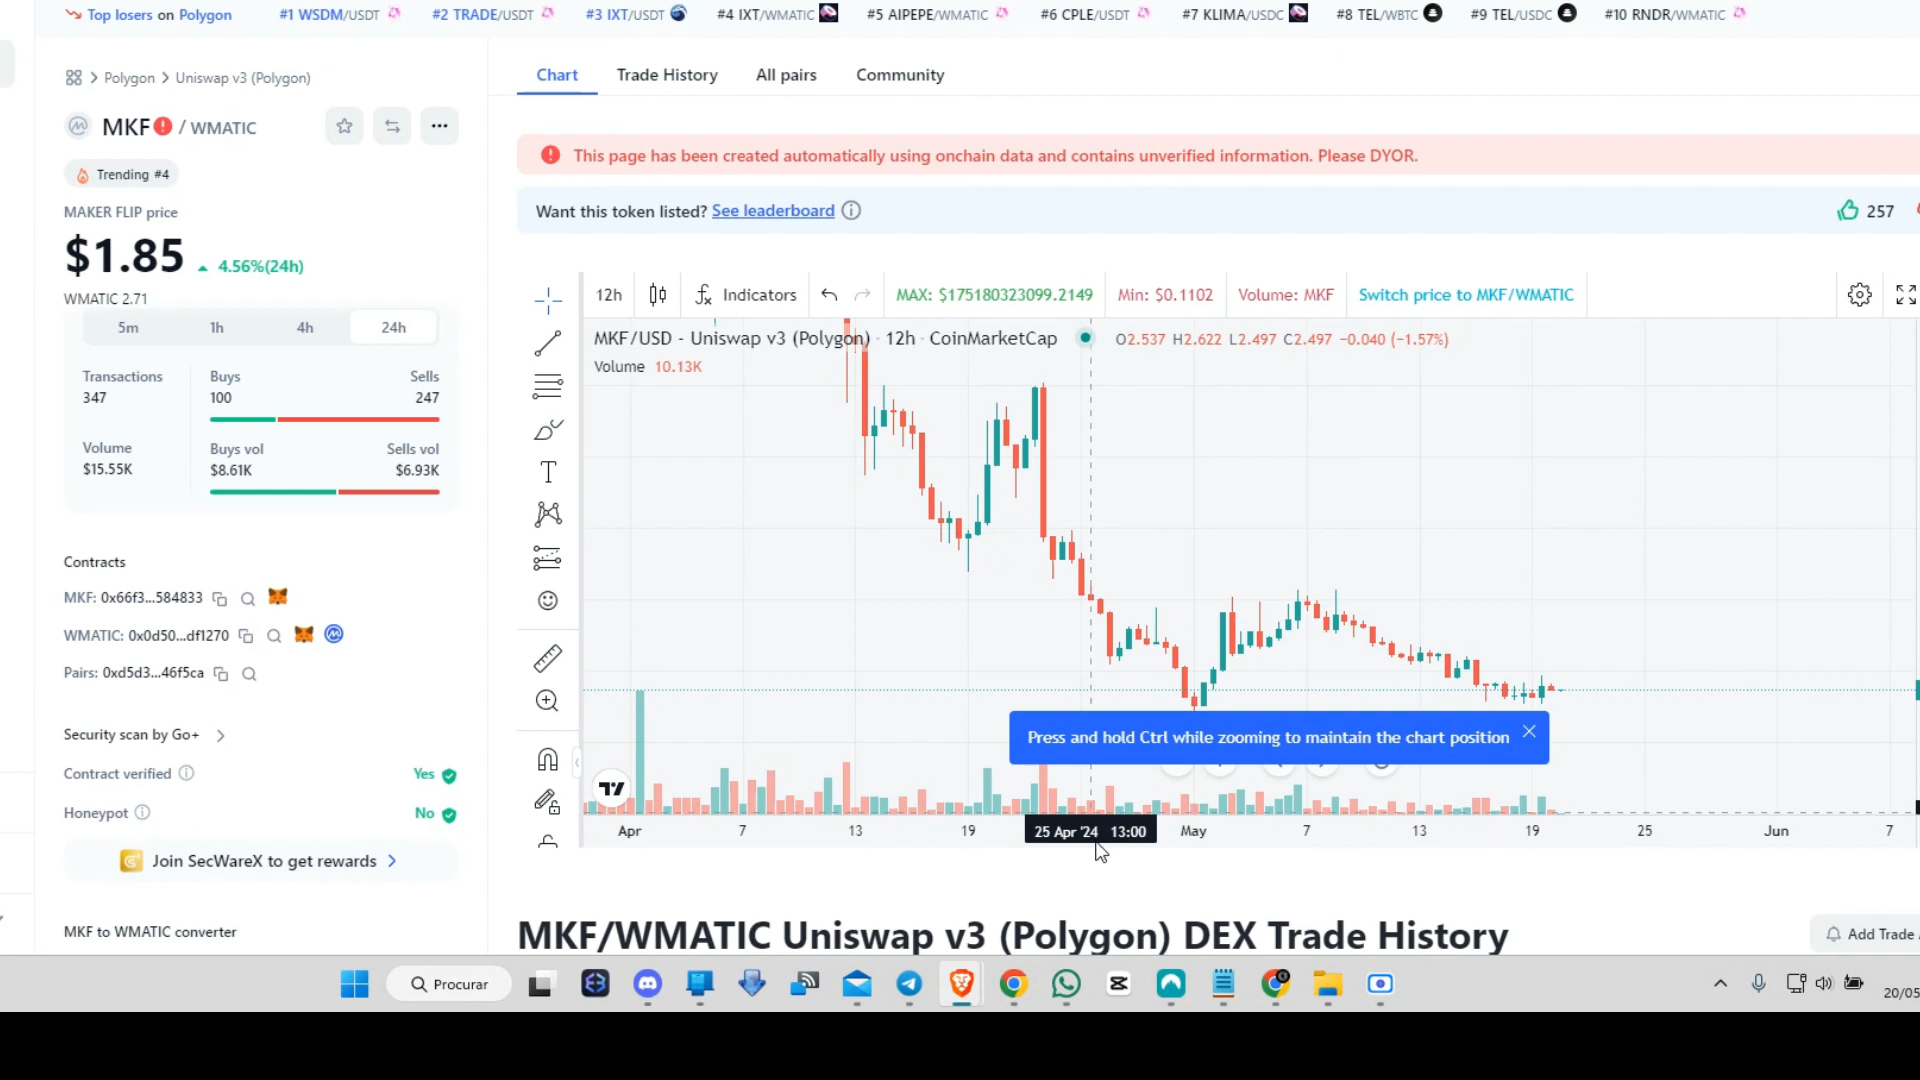 Top losers on Polygon #1 WSDM/USDT #2 TRADE/USDT #3 IXT/USDT #4 IXT/WMATIC #5 AIPEPE/WMATIC #6 CPLE/USDT #7 KLIMA/USDC #8 TEL/WBTC #9 TEL/USDC #10 RNDR/WMATIC
Polygon Uniswap v3 (Polygon)
MKF / WMATIC
Trending #4
MAKER FLIP price
$1.85 4.56%(24h)
WMATIC 2.71
5m 1h 4h 24h
Transactions Buys Sells
347 100 247
Volume Buys vol Sells vol
$15.55K $8.61K $6.93K
Contracts
MKF: 0x66f3...584833
WMATIC: 0x0d50...df1270
Pairs: 0xd5d3...46f5ca
Security scan by Go+
Contract verified Yes
Honeypot No
Join SecWareX to get rewards
MKF to WMATIC converter
Chart Trade History All pairs Community
This page has been created automatically using onchain data and contains unverified information. Please DYOR.
Want this token listed? See leaderboard 257
12h Indicators MAX: $175180323099.2149 Min: $0.1102 Volume: MKF Switch price to MKF/WMATIC
MKF/USD - Uniswap v3 (Polygon) · 12h · CoinMarketCap O2.537 H2.622 L2.497 C2.497 −0.040 (−1.57%)
Volume 10.13K
Press and hold Ctrl while zooming to maintain the chart position
Apr 7 13 19 25 Apr '24 13:00 May 7 13 19 25 Jun 7
MKF/WMATIC Uniswap v3 (Polygon) DEX Trade History
Add Trade
Procurar
20/05